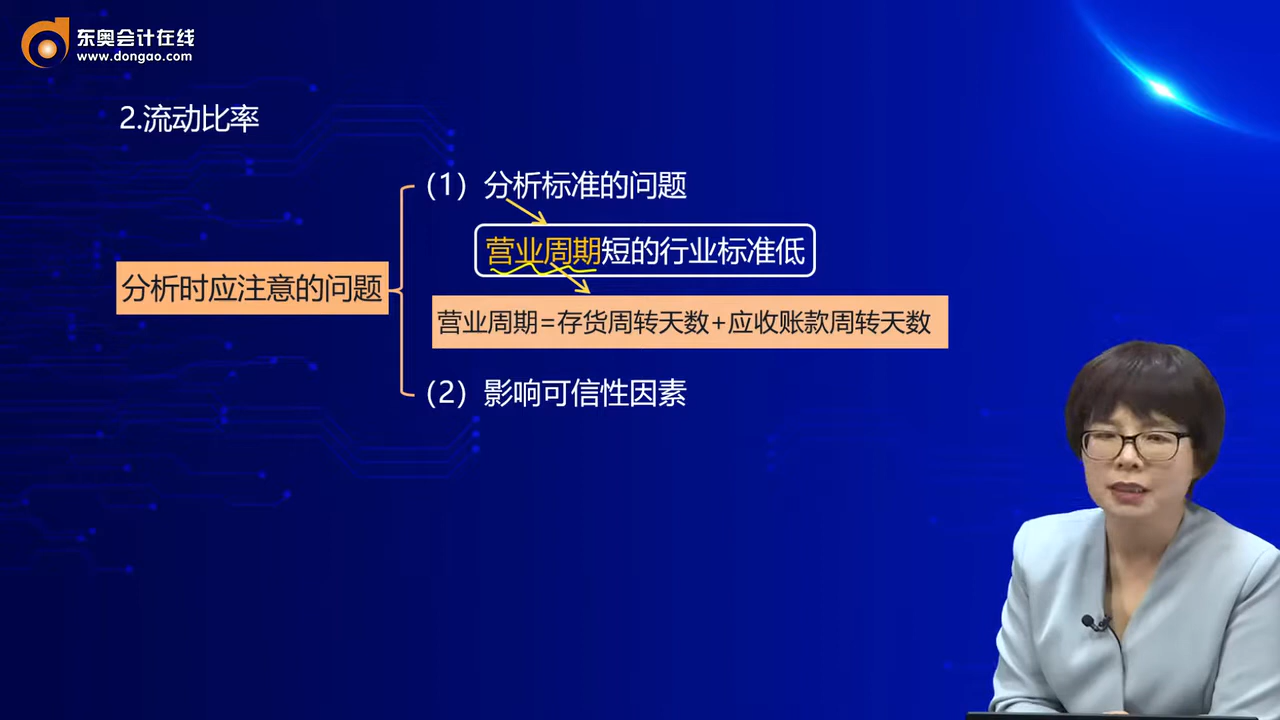 东奥会计在线
www.dongao.com
2.流动比率
（1）分析标准的问题
营业周期短的行业标准低
分析时应注意的问题
营业周期=存货周转天数+应收账款周转天数
（2）影响可信性因素